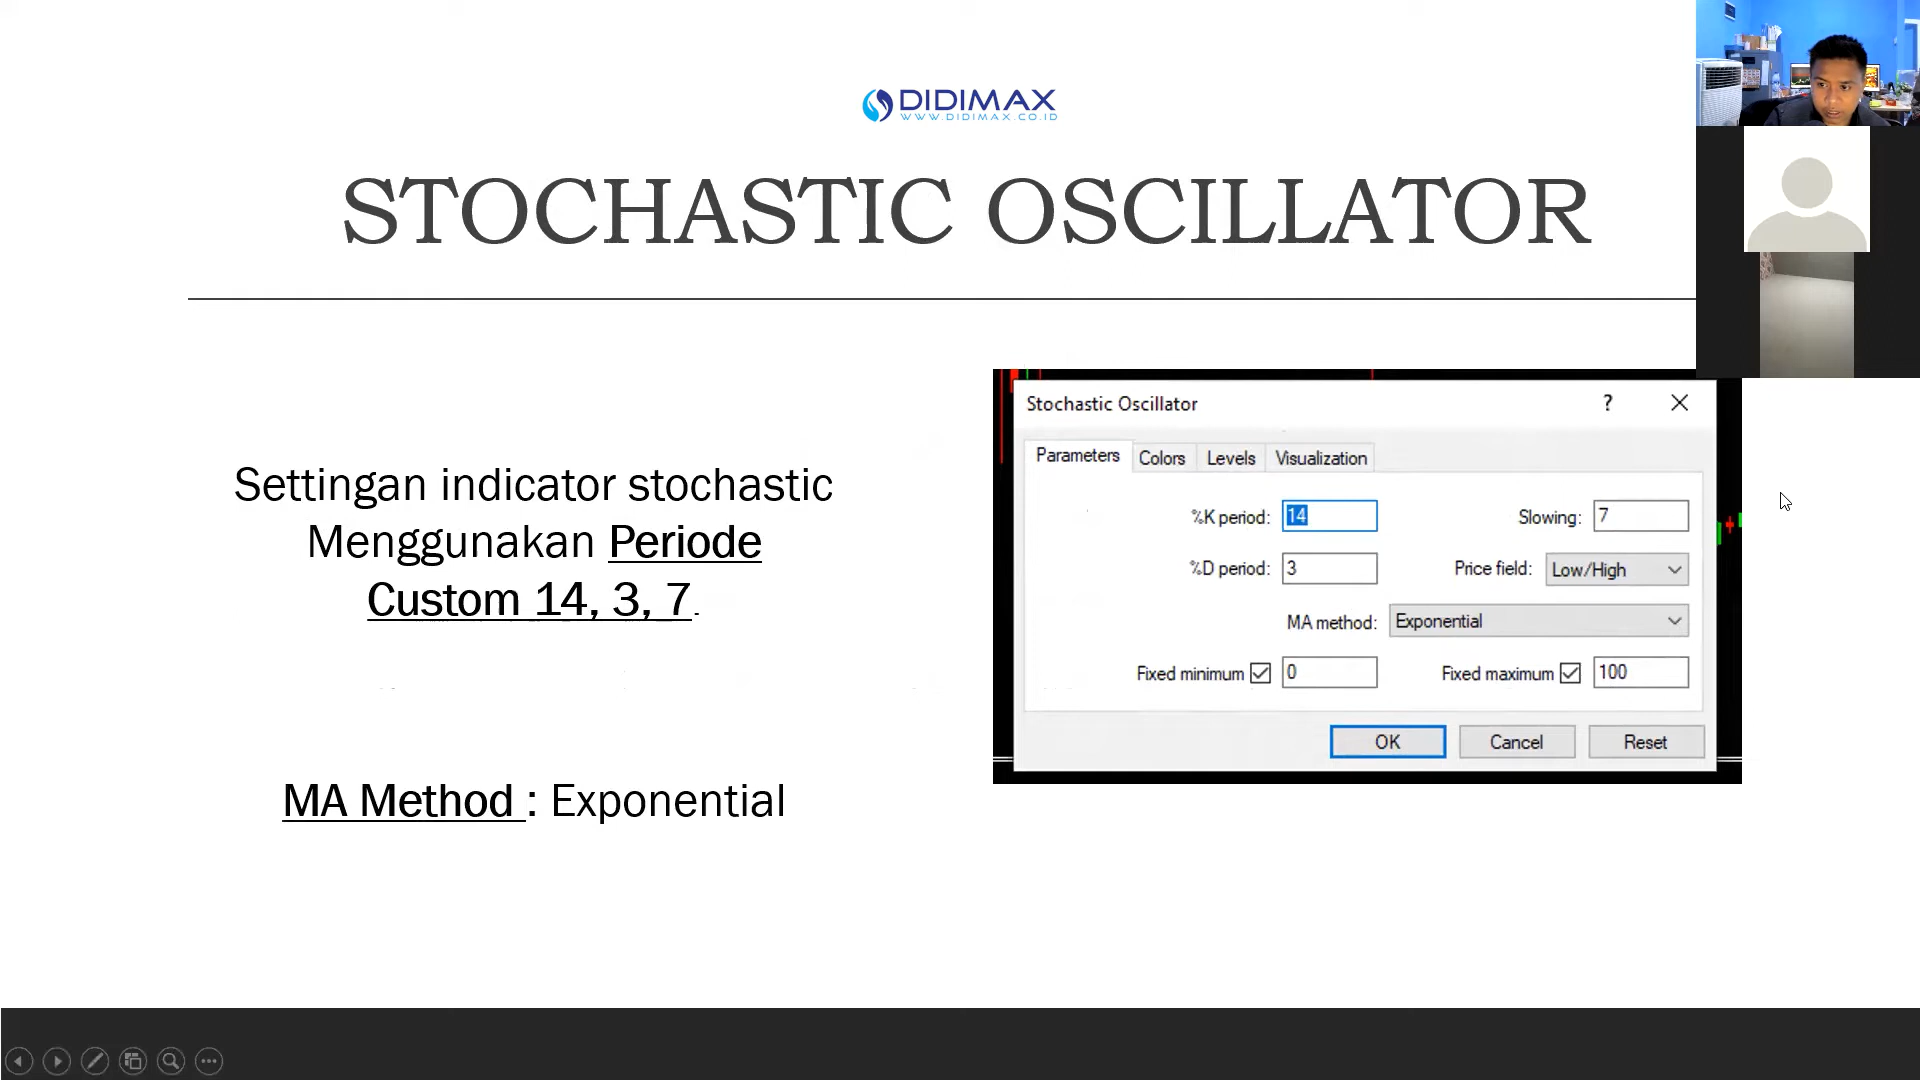 DIDIMAX
WWW.DIDIMAX.CO.ID
STOCHASTIC OSCILLATOR
Settingan indicator stochastic
Menggunakan Periode
Custom 14, 3, 7.
MA Method : Exponential
Stochastic Oscillator ?
Parameters Colors Levels Visualization
%K period: 14 Slowing: 7
%D period: 3 Price field: Low/High
MA method: Exponential
Fixed minimum 0 Fixed maximum 100
OK Cancel Reset